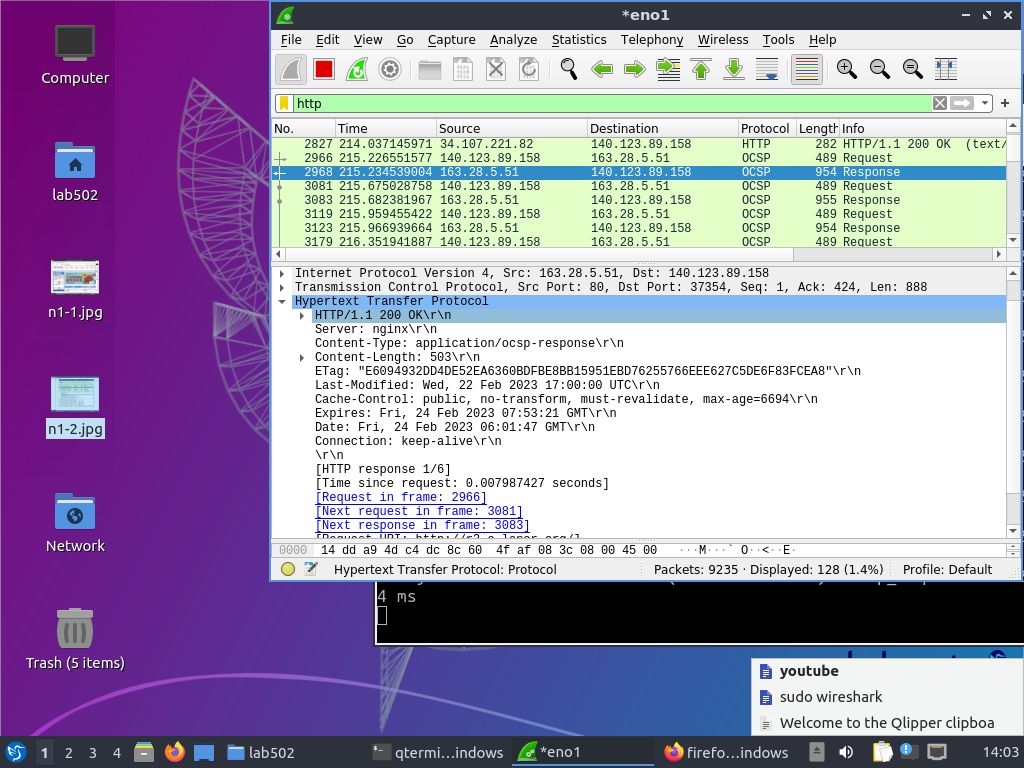 Computer
lab502
n1-1.jpg
n1-2.jpg
Network
Trash (5 items)
*eno1
File Edit View Go Capture Analyze Statistics Telephony Wireless Tools Help
http
No. Time Source Destination Protocol Length Info
2827 214.037145971 34.107.221.82 140.123.89.158 HTTP 282 HTTP/1.1 200 OK (text/
2966 215.226551577 140.123.89.158 163.28.5.51 OCSP 489 Request
2968 215.234539004 163.28.5.51 140.123.89.158 OCSP 954 Response
3081 215.675028758 140.123.89.158 163.28.5.51 OCSP 489 Request
3083 215.682381967 163.28.5.51 140.123.89.158 OCSP 955 Response
3119 215.959455422 140.123.89.158 163.28.5.51 OCSP 489 Request
3123 215.966939664 163.28.5.51 140.123.89.158 OCSP 954 Response
3179 216.351941887 140.123.89.158 163.28.5.51 OCSP 489 Request
Internet Protocol Version 4, Src: 163.28.5.51, Dst: 140.123.89.158
Transmission Control Protocol, Src Port: 80, Dst Port: 37354, Seq: 1, Ack: 424, Len: 888
Hypertext Transfer Protocol
HTTP/1.1 200 OK\r\n
Server: nginx\r\n
Content-Type: application/ocsp-response\r\n
Content-Length: 503\r\n
ETag: "E6094932DD4DE52EA6360BDFBE8BB15951EBD76255766EEE627C5DE6F83FCEA8"\r\n
Last-Modified: Wed, 22 Feb 2023 17:00:00 UTC\r\n
Cache-Control: public, no-transform, must-revalidate, max-age=6694\r\n
Expires: Fri, 24 Feb 2023 07:53:21 GMT\r\n
Date: Fri, 24 Feb 2023 06:01:47 GMT\r\n
Connection: keep-alive\r\n
\r\n
[HTTP response 1/6]
[Time since request: 0.007987427 seconds]
[Request in frame: 2966]
[Next request in frame: 3081]
[Next response in frame: 3083]
0000 14 dd a9 4d c4 dc 8c 60 4f af 08 3c 08 00 45 00 ···M···` O··<··E·
Hypertext Transfer Protocol: Protocol Packets: 9235 · Displayed: 128 (1.4%) Profile: Default
4 ms
youtube
sudo wireshark
Welcome to the Qlipper clipboa
1 2 3 4 lab502 qtermi...indows *eno1 firefo...indows 14:03